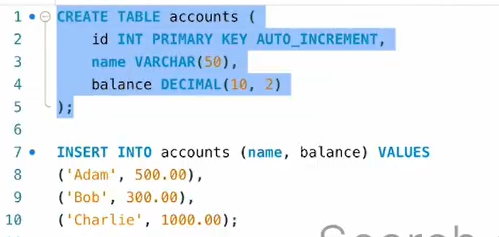 1 CREATE TABLE accounts (
2 id INT PRIMARY KEY AUTO_INCREMENT,
3 name VARCHAR(50),
4 balance DECIMAL(10, 2)
5 );
6
7 INSERT INTO accounts (name, balance) VALUES
8 ('Adam', 500.00),
9 ('Bob', 300.00),
10 ('Charlie', 1000.00);